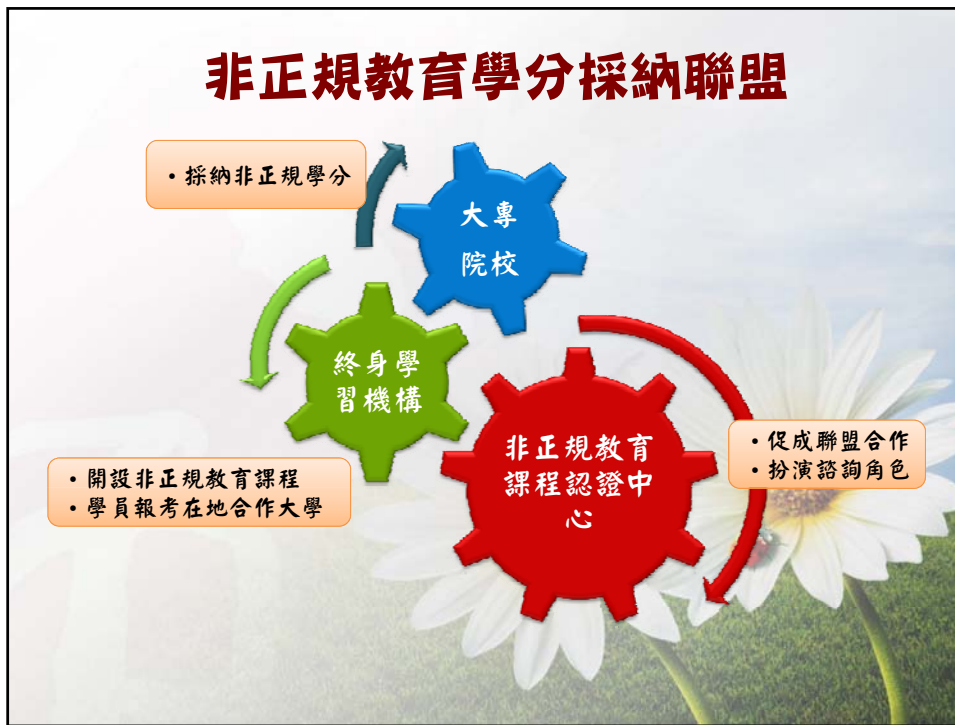 非正規教育學分採納聯盟
・採納非正規學分
大專
院校
終身學
習機構
・開設非正規教育課程
・學員報考在地合作大學
非正規教育
課程認證中
心
・促成聯盟合作
・扮演諮詢角色